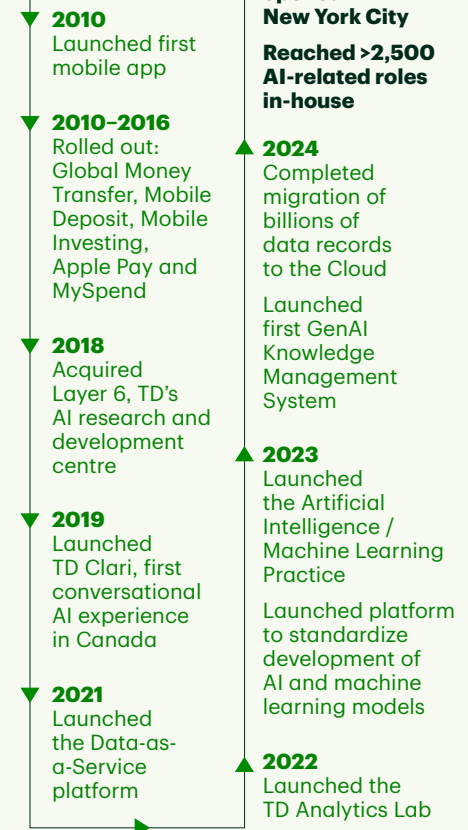 2010
Launched first
mobile app
2010–2016
Rolled out:
Global Money
Transfer, Mobile
Deposit, Mobile
Investing,
Apple Pay and
MySpend
2018
Acquired
Layer 6, TD’s
AI research and
development
centre
2019
Launched
TD Clari, first
conversational
AI experience
in Canada
2021
Launched
the Data-as-
a-Service
platform
New York City
Reached >2,500
AI-related roles
in-house
2024
Completed
migration of
billions of
data records
to the Cloud
Launched
first GenAI
Knowledge
Management
System
2023
Launched
the Artificial
Intelligence /
Machine Learning
Practice
Launched platform
to standardize
development of
AI and machine
learning models
2022
Launched the
TD Analytics Lab